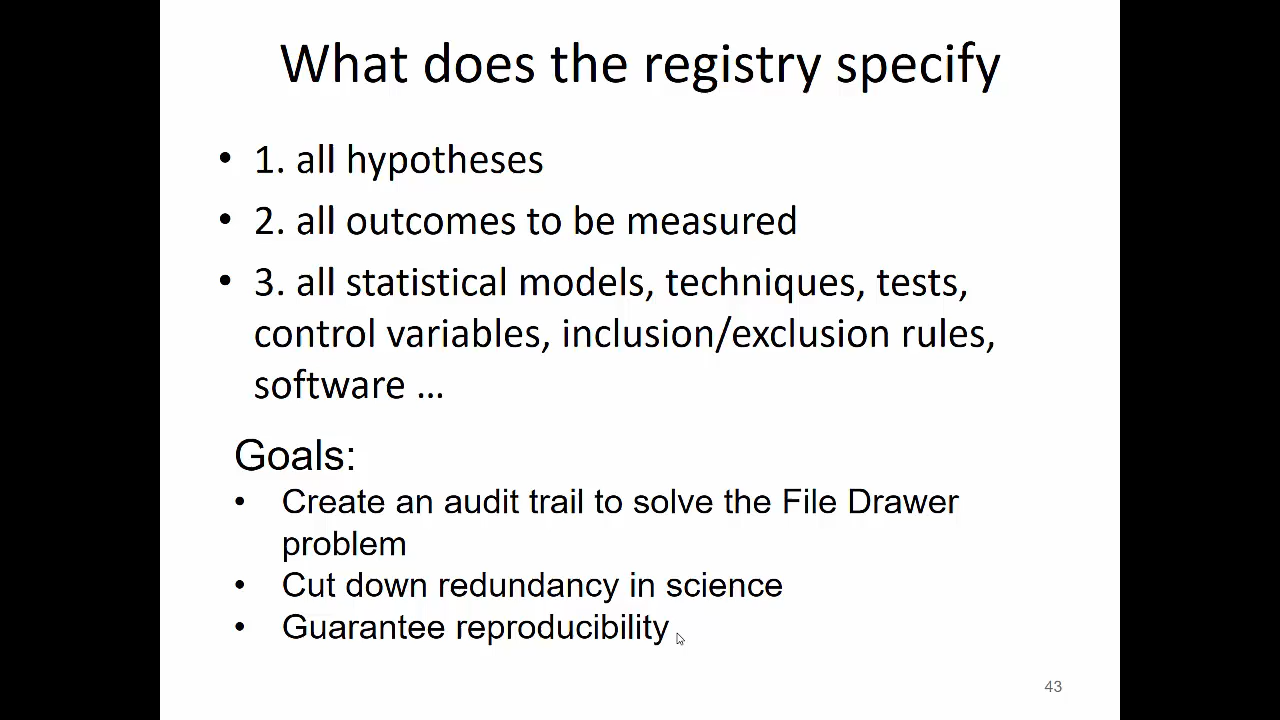 What does the registry specify
• 1. all hypotheses
• 2. all outcomes to be measured
• 3. all statistical models, techniques, tests,
control variables, inclusion/exclusion rules,
software ...
Goals:
• Create an audit trail to solve the File Drawer
problem
• Cut down redundancy in science
• Guarantee reproducibility
43